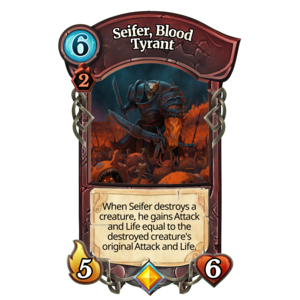 6
Seifer, Blood
Tyrant
2
When Seifer destroys a
creature, he gains Attack
and Life equal to the
destroyed creature's
original Attack and Life.
5
6